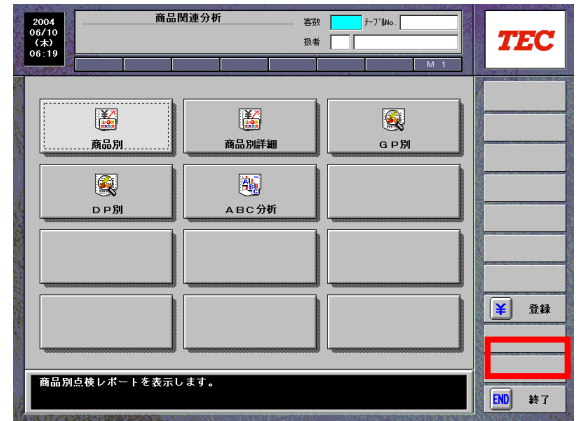 2004
06/10
(木)
06:19
商品関連分析
客数
テーブルNo.
扱者
M 1
TEC
商品別
商品別詳細
ＧＰ別
ＤＰ別
ＡＢＣ分析
¥ 登録
商品別点検レポートを表示します。
END 終了